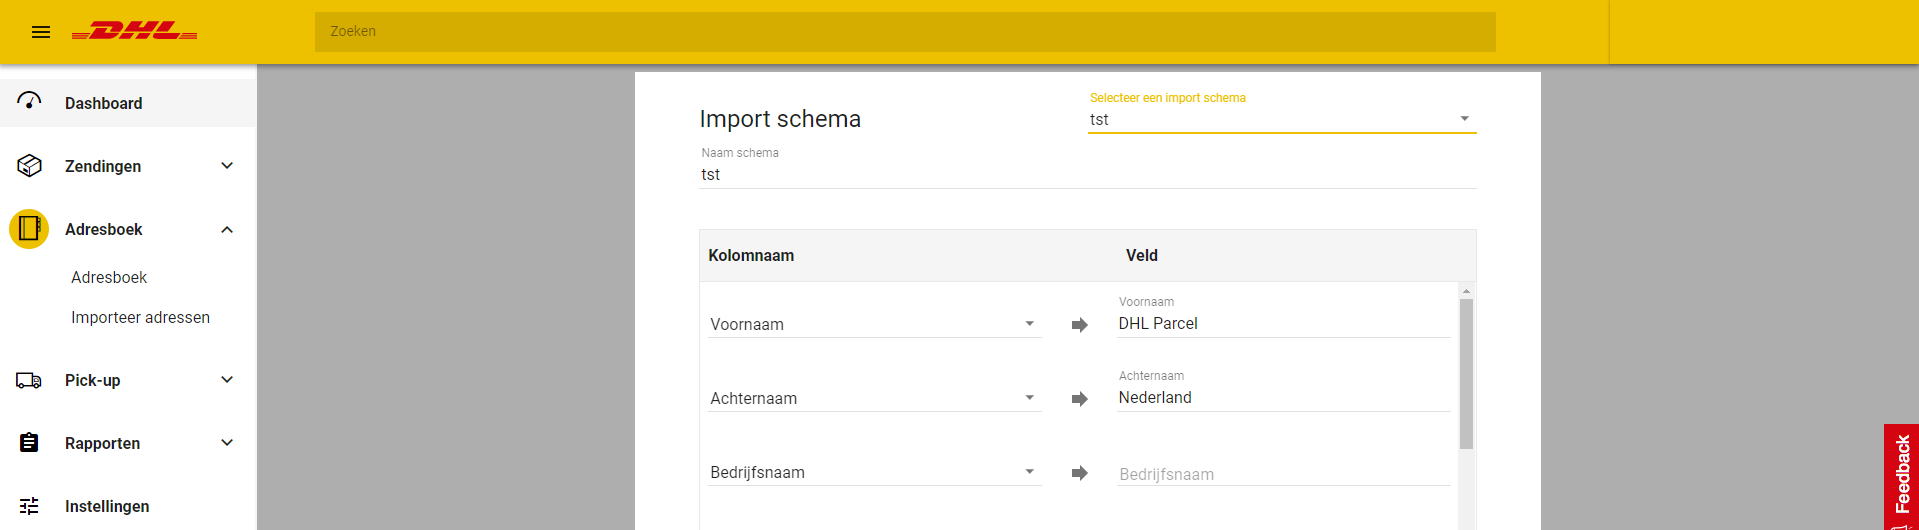 DHL
Zoeken
Dashboard
Zendingen
Adresboek
Adresboek
Importeer adressen
Pick-up
Rapporten
Instellingen
Import schema
Selecteer een import schema
tst
Naam schema
tst
Kolomnaam Veld
Voornaam
Voornaam DHL Parcel
Achternaam
Achternaam Nederland
Bedrijfsnaam Bedrijfsnaam
Feedback